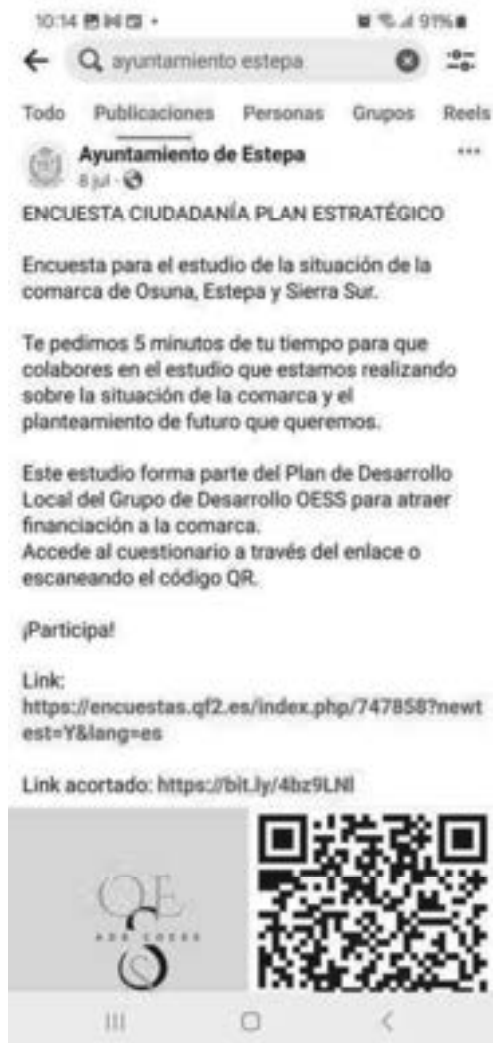 10:14
91%
ayuntamiento estepa
Todo Publicaciones Personas Grupos Reels
Ayuntamiento de Estepa
8 jul
ENCUESTA CIUDADANÍA PLAN ESTRATÉGICO
Encuesta para el estudio de la situación de la
comarca de Osuna, Estepa y Sierra Sur.
Te pedimos 5 minutos de tu tiempo para que
colabores en el estudio que estamos realizando
sobre la situación de la comarca y el
planteamiento de futuro que queremos.
Este estudio forma parte del Plan de Desarrollo
Local del Grupo de Desarrollo OESS para atraer
financiación a la comarca.
Accede al cuestionario a través del enlace o
escaneando el código QR.
¡Participa!
Link:
https://encuestas.qf2.es/index.php/747858?newt
est=Y&lang=es
Link acortado: https://bit.ly/4bz9LNl
OESS